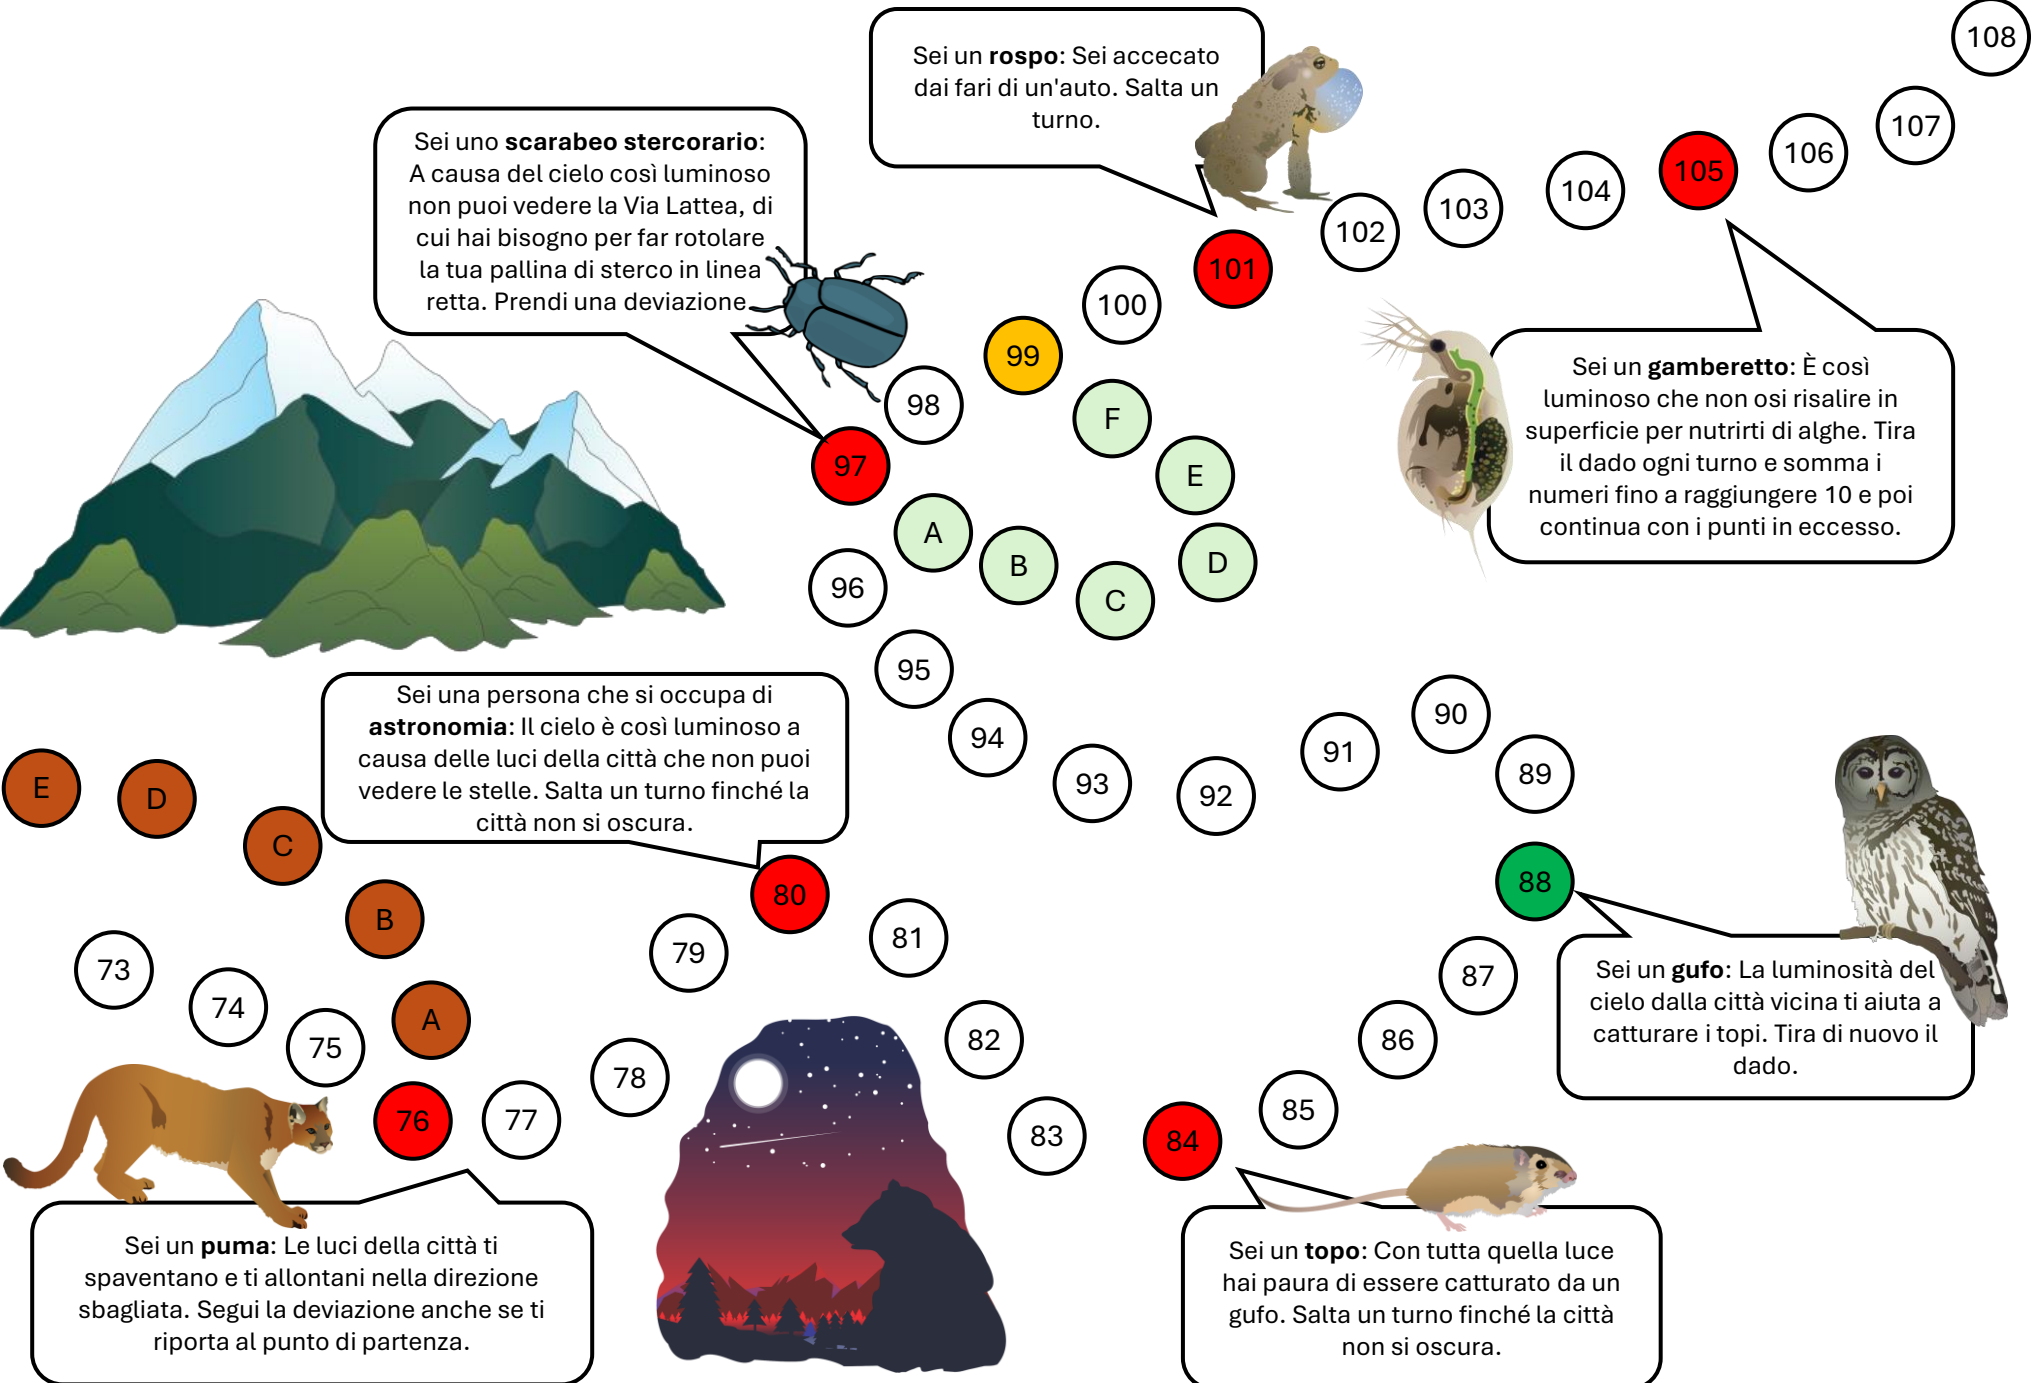 108
Sei un rospo: Sei accecato
dai fari di un'auto. Salta un
turno.
107
106
105
104
103
102
101
100
99
98
97
Sei uno scarabeo stercorario:
A causa del cielo così luminoso
non puoi vedere la Via Lattea, di
cui hai bisogno per far rotolare
la tua pallina di sterco in linea
retta. Prendi una deviazione.
F
E
D
C
B
A
Sei un gamberetto: È così
luminoso che non osi risalire in
superficie per nutrirti di alghe. Tira
il dado ogni turno e somma i
numeri fino a raggiungere 10 e poi
continua con i punti in eccesso.
96
95
94
93
92
91
90
89
88
Sei una persona che si occupa di
astronomia: Il cielo è così luminoso a
causa delle luci della città che non puoi
vedere le stelle. Salta un turno finché la
città non si oscura.
E
D
C
B
A
73
74
75
76
77
78
79
80
81
82
83
84
85
86
87
Sei un gufo: La luminosità del
cielo dalla città vicina ti aiuta a
catturare i topi. Tira di nuovo il
dado.
Sei un puma: Le luci della città ti
spaventano e ti allontani nella direzione
sbagliata. Segui la deviazione anche se ti
riporta al punto di partenza.
Sei un topo: Con tutta quella luce
hai paura di essere catturato da un
gufo. Salta un turno finché la città
non si oscura.